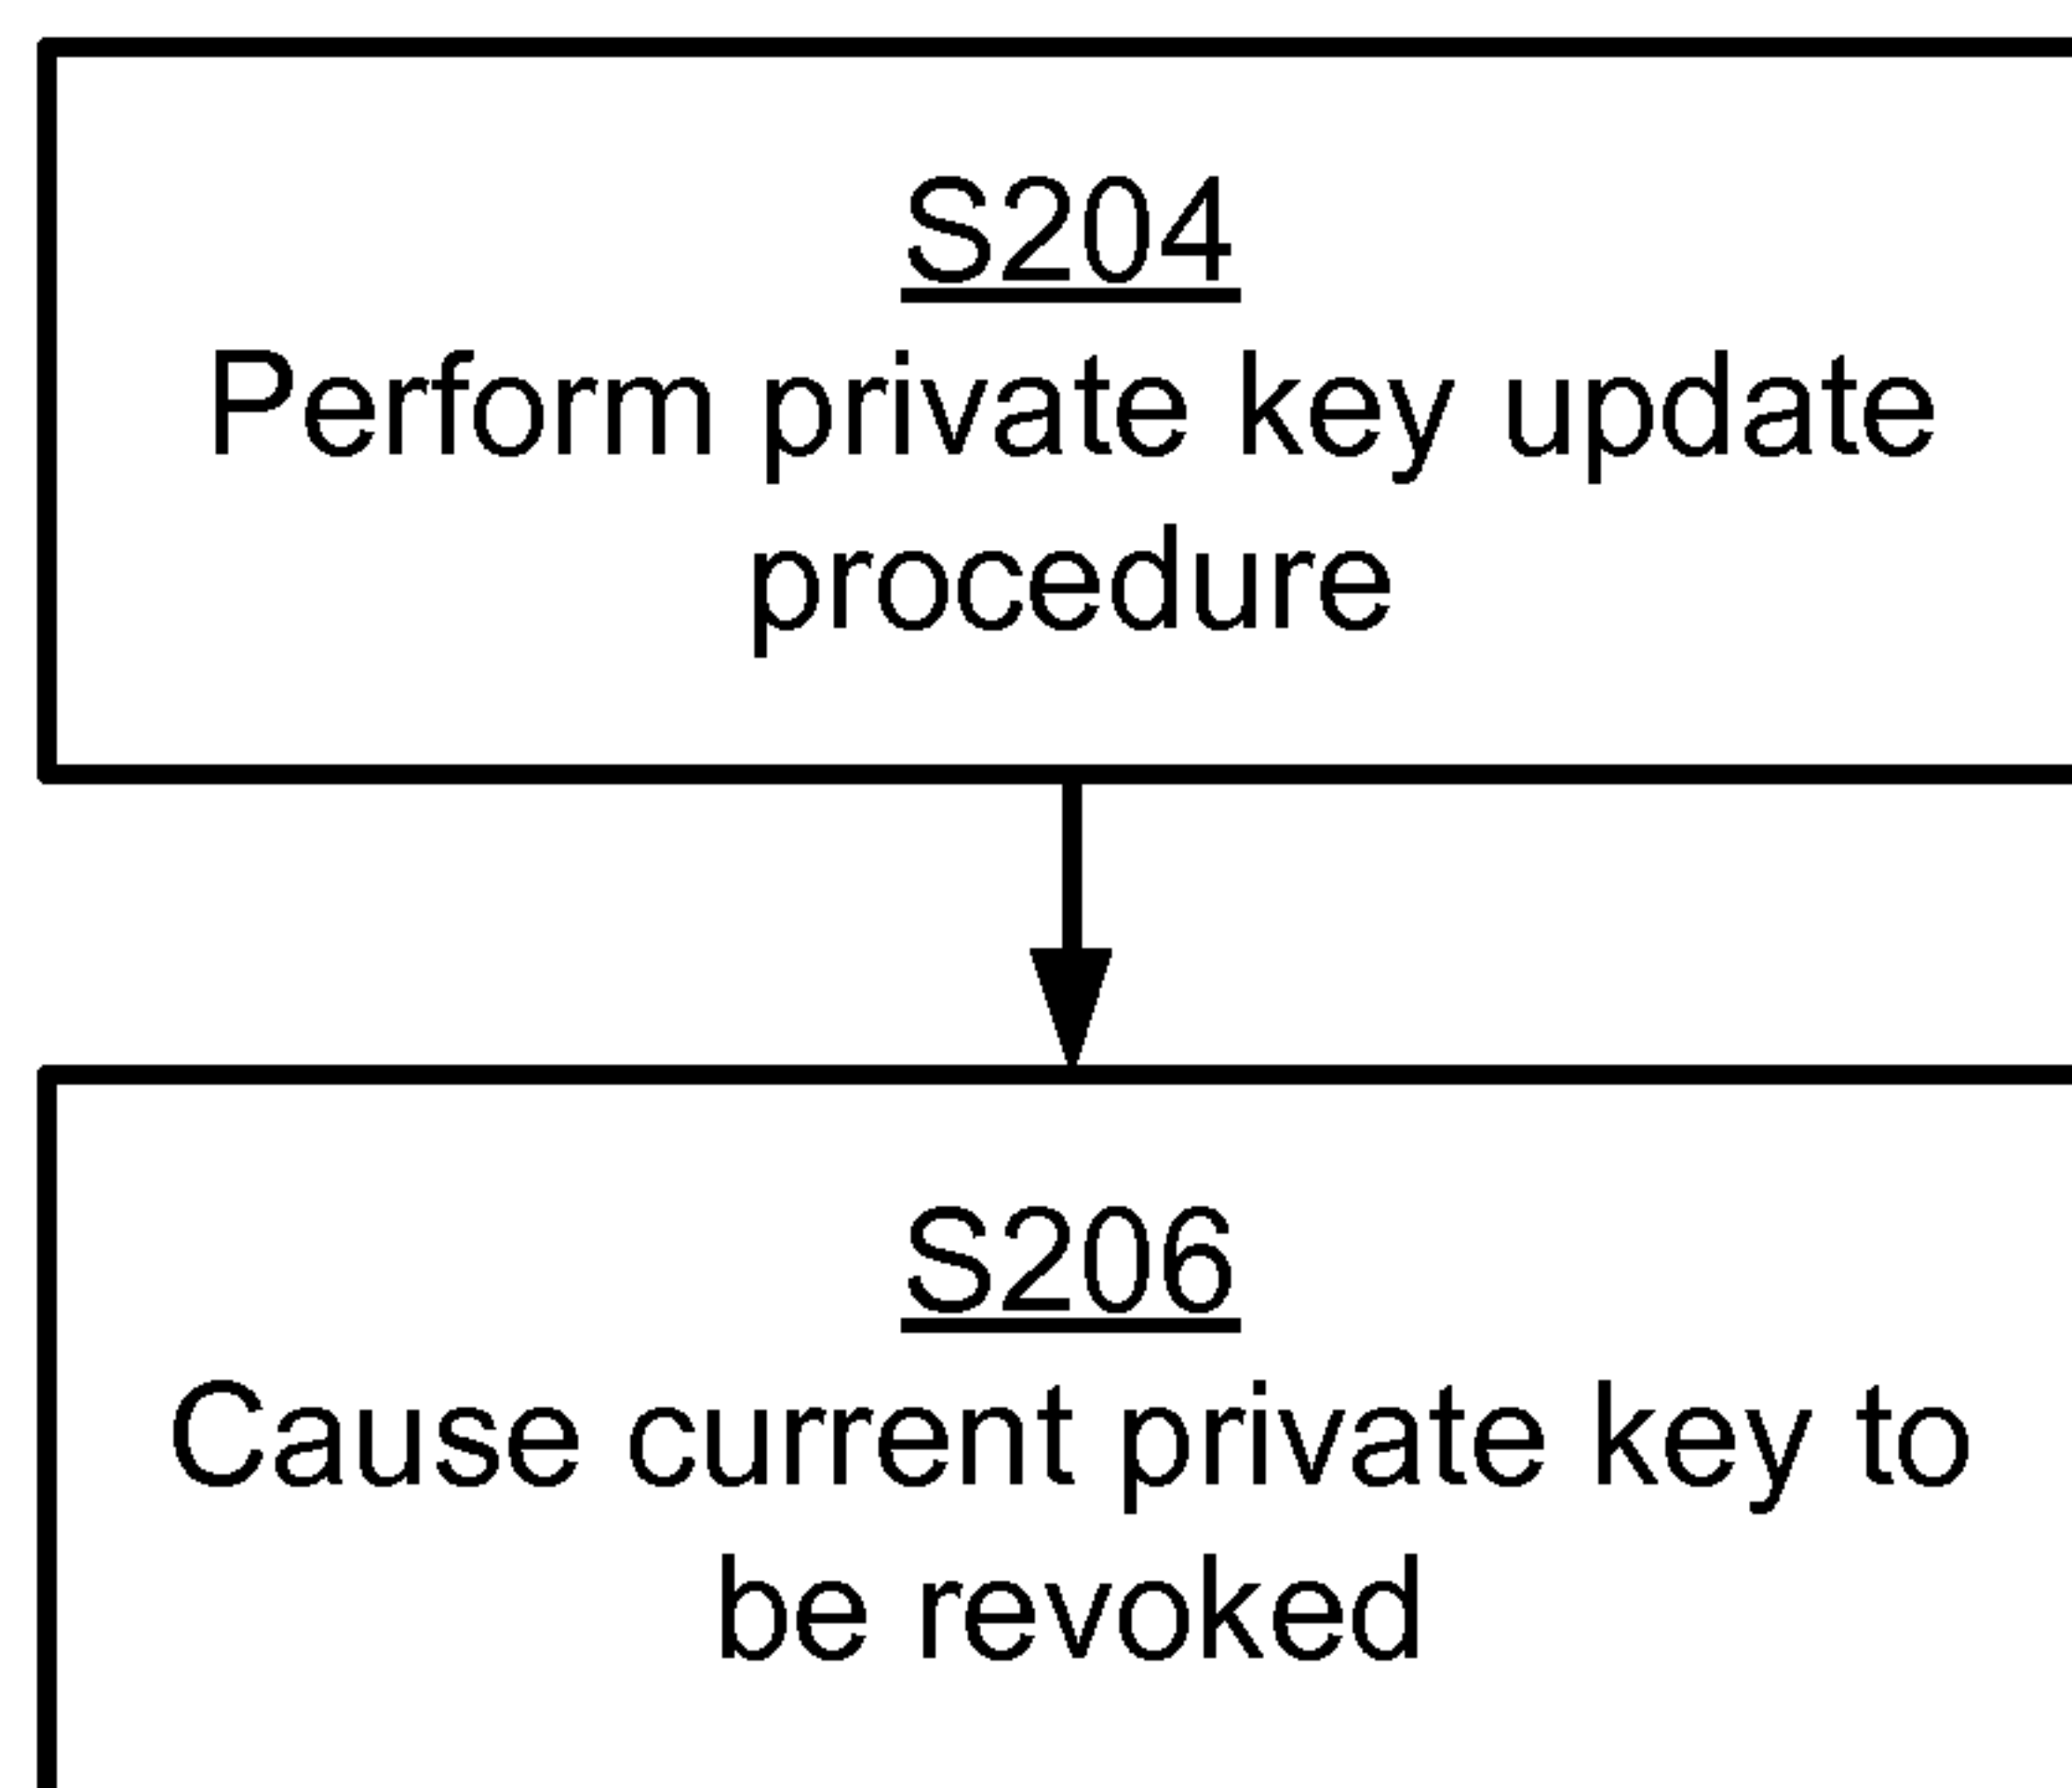 S204
Perform private key update
procedure
S206
Cause current private key to
be revoked